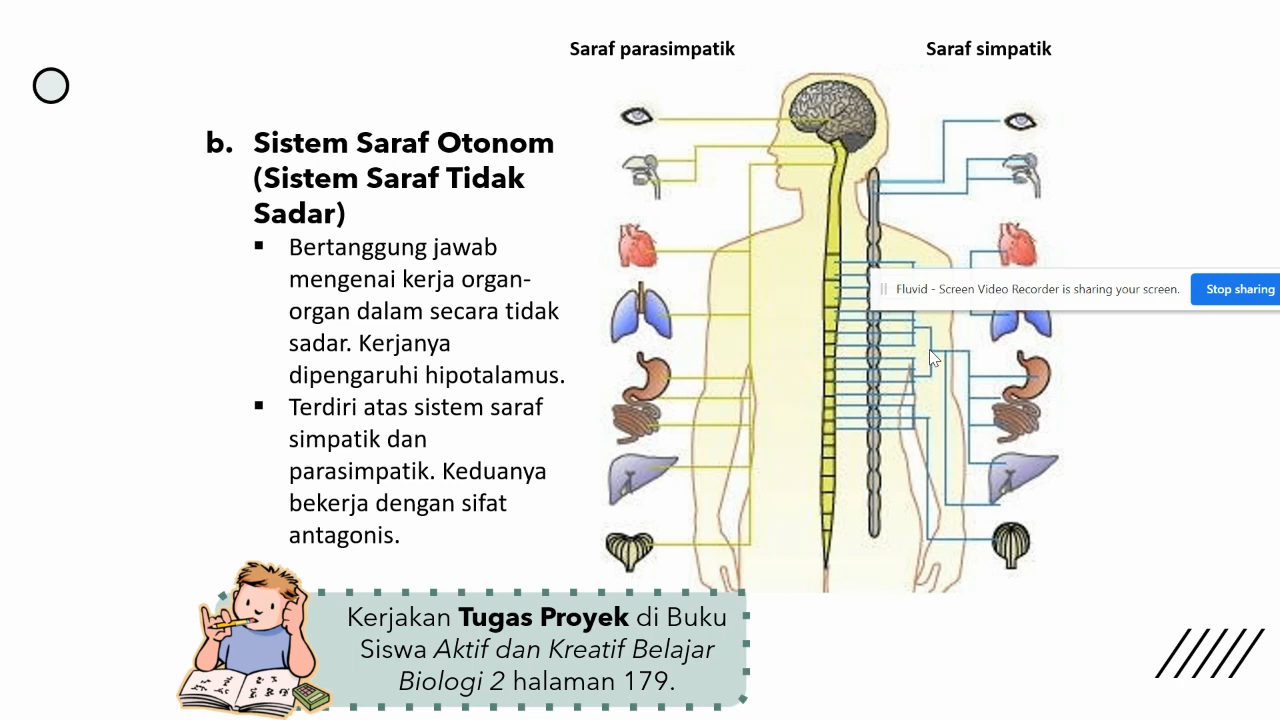 Saraf parasimpatik
Saraf simpatik
b. Sistem Saraf Otonom
(Sistem Saraf Tidak
Sadar)
▪ Bertanggung jawab
mengenai kerja organ-
organ dalam secara tidak
sadar. Kerjanya
dipengaruhi hipotalamus.
▪ Terdiri atas sistem saraf
simpatik dan
parasimpatik. Keduanya
bekerja dengan sifat
antagonis.
Fluvid - Screen Video Recorder is sharing your screen.
Stop sharing
Kerjakan Tugas Proyek di Buku
Siswa Aktif dan Kreatif Belajar
Biologi 2 halaman 179.